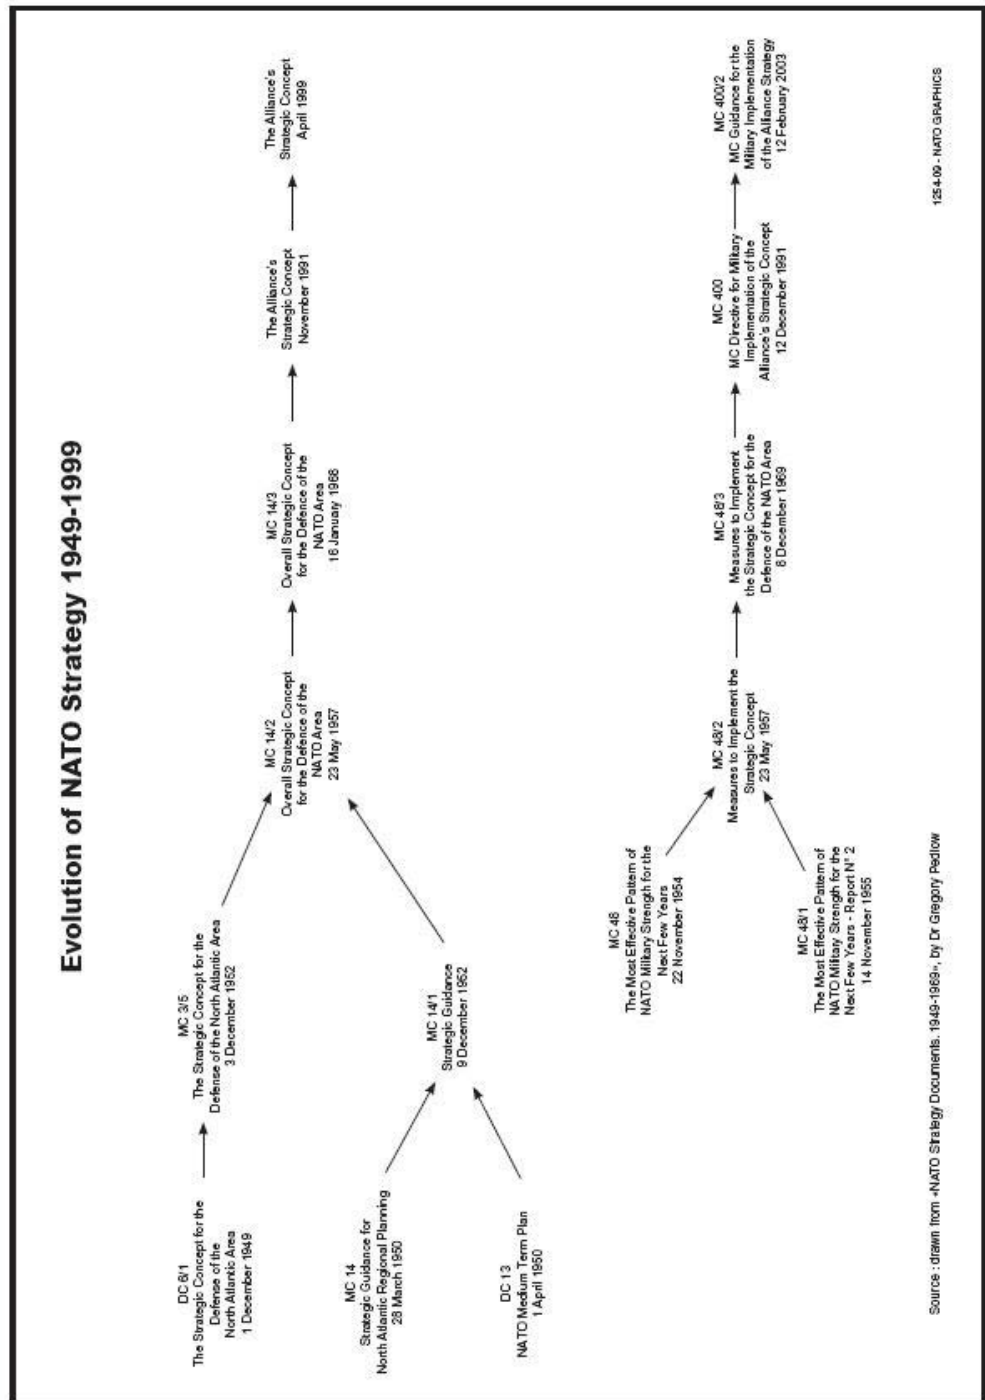 Evolution of NATO Strategy 1949-1999
DC 6/1
The Strategic Concept for the
Defense of the
North Atlantic Area
1 December 1949
MC 3/5
The Strategic Concept for the
Defense of the North Atlantic Area
3 December 1952
MC 14
Strategic Guidance for
North Atlantic Regional Planning
28 March 1950
DC 13
NATO Medium Term Plan
1 April 1950
MC 14/1
Strategic Guidance
9 December 1952
MC 14/2
Overall Strategic Concept
for the Defence of the
NATO Area
23 May 1957
MC 14/3
Overall Strategic Concept
for the Defence of the
NATO Area
16 January 1968
The Alliance's
Strategic Concept
November 1991
The Alliance's
Strategic Concept
April 1999
MC 48
The Most Effective Pattern of
NATO Military Strength for the
Next Few Years
22 November 1954
MC 48/1
The Most Effective Pattern of
NATO Military Strength for the
Next Few Years - Report N° 2
14 November 1955
MC 48/2
Measures to Implement the
Strategic Concept
23 May 1957
MC 48/3
Measures to Implement
the Strategic Concept for the
Defence of the NATO Area
8 December 1969
MC 400
MC Directive for Military
Implementation of the
Alliance's Strategic Concept
12 December 1991
MC 400/2
MC Guidance for the
Military Implementation
of the Alliance Strategy
12 February 2003
Source : drawn from «NATO Strategy Documents. 1949-1969», by Dr Gregory Pedlow
1254-09 - NATO GRAPHICS